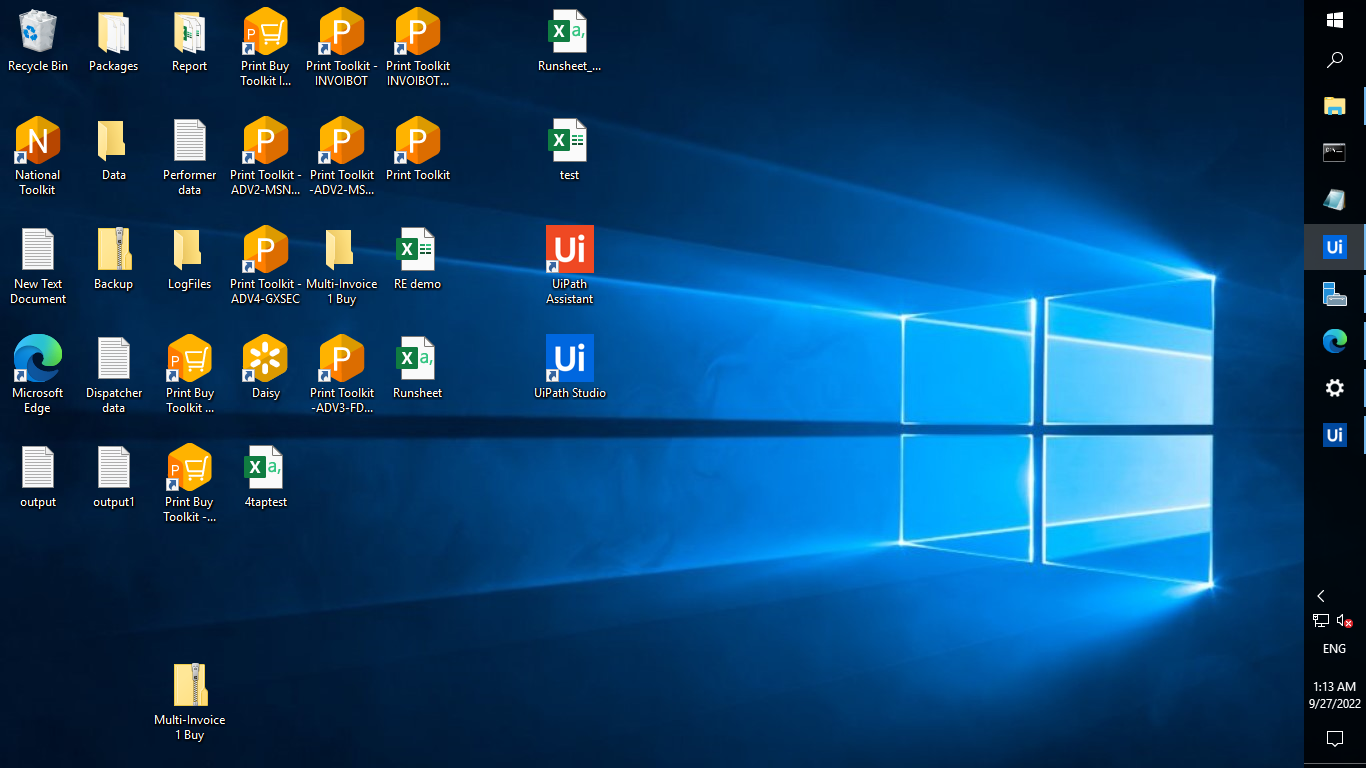 Recycle Bin
Packages
Report
Print Buy
Toolkit I...
Print Toolkit -
INVOIBOT
Print Toolkit
INVOIBOT...
Runsheet_...
National
Toolkit
Data
Performer
data
Print Toolkit -
ADV2-MSN...
Print Toolkit
-ADV2-MS...
Print Toolkit
test
New Text
Document
Backup
LogFiles
Print Toolkit -
ADV4-GXSEC
Multi-Invoice
1 Buy
RE demo
UiPath
Assistant
Microsoft
Edge
Dispatcher
data
Print Buy
Toolkit ...
Daisy
Print Toolkit
-ADV3-FD...
Runsheet
UiPath Studio
output
output1
Print Buy
Toolkit -...
4taptest
Multi-Invoice
1 Buy
ENG
1:13 AM
9/27/2022